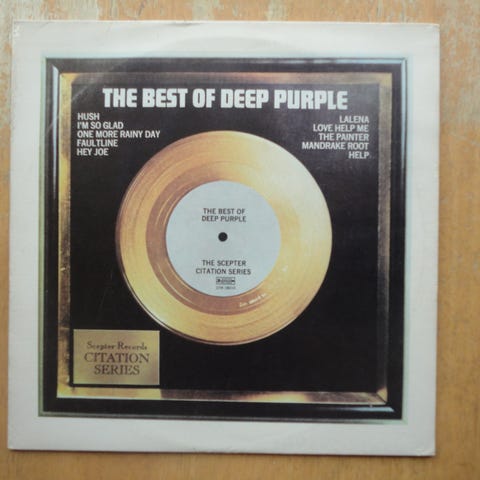 THE BEST OF DEEP PURPLE
HUSH
I'M SO GLAD
ONE MORE RAINY DAY
FAULTLINE
HEY JOE
LALENA
LOVE HELP ME
THE PAINTER
MANDRAKE ROOT
HELP
THE BEST OF
DEEP PURPLE
THE SCEPTER
CITATION SERIES
Scepter Records
CITATION
SERIES